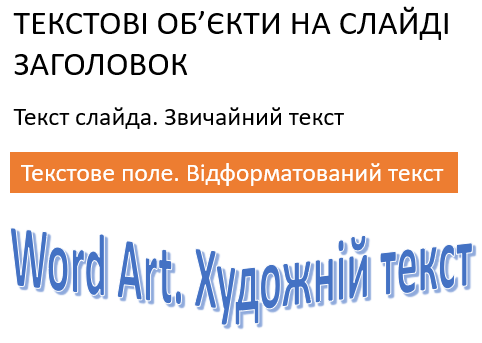 ТЕКСТОВІ ОБ’ЄКТИ НА СЛАЙДІ
ЗАГОЛОВОК
Текст слайда. Звичайний текст
Текстове поле. Відформатований текст
Word Art. Художній текст